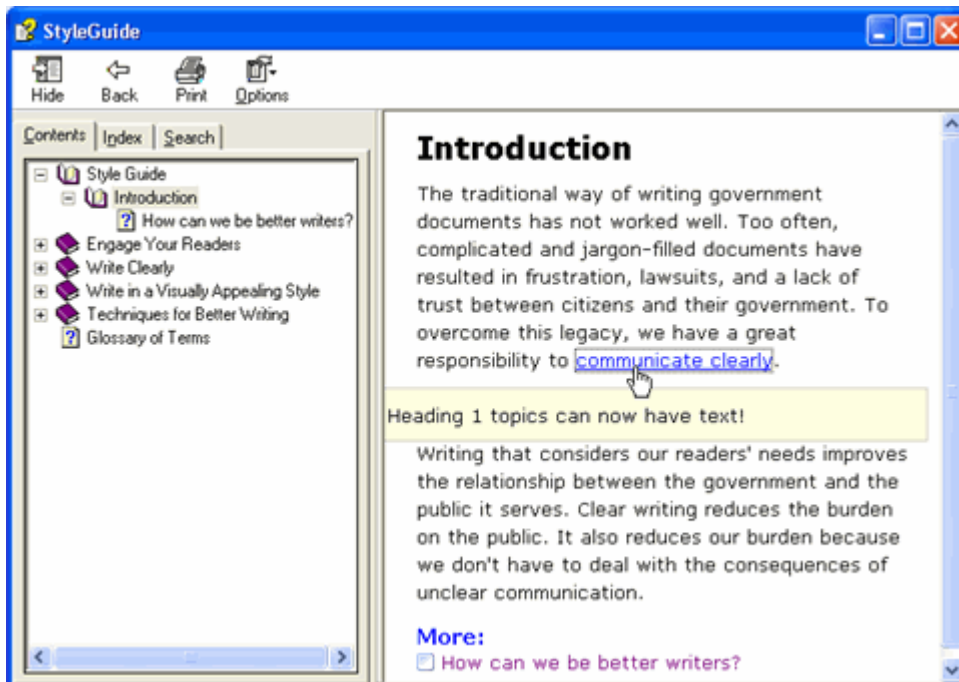 StyleGuide
Hide Back Print Options
Contents Index Search
Style Guide
Introduction
How can we be better writers?
Engage Your Readers
Write Clearly
Write in a Visually Appealing Style
Techniques for Better Writing
Glossary of Terms
Introduction
The traditional way of writing government
documents has not worked well. Too often,
complicated and jargon-filled documents have
resulted in frustration, lawsuits, and a lack of
trust between citizens and their government. To
overcome this legacy, we have a great
responsibility to communicate clearly.
Heading 1 topics can now have text!
Writing that considers our readers' needs improves
the relationship between the government and the
public it serves. Clear writing reduces the burden
on the public. It also reduces our burden because
we don't have to deal with the consequences of
unclear communication.
More:
How can we be better writers?